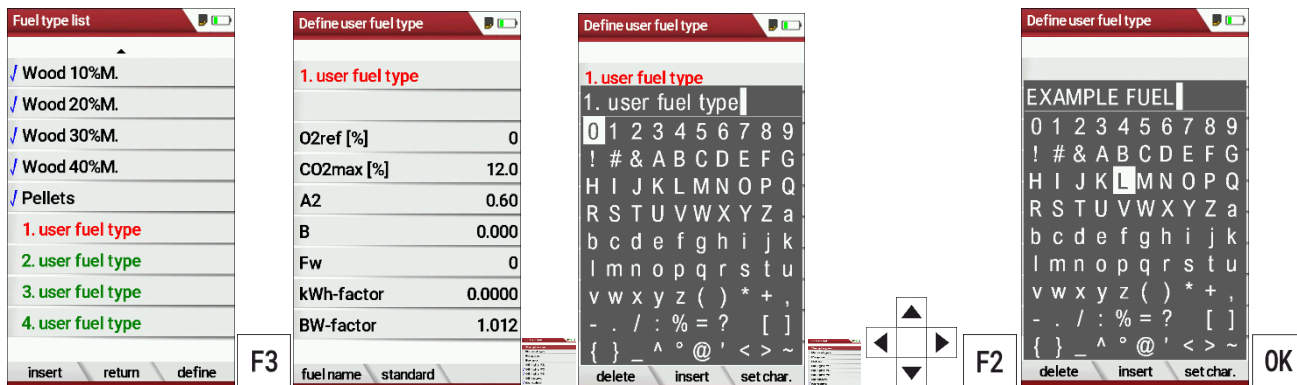 Fuel type list
√ Wood 10%M.
√ Wood 20%M.
√ Wood 30%M.
√ Wood 40%M.
√ Pellets
1. user fuel type
2. user fuel type
3. user fuel type
4. user fuel type
insert return define
F3
Define user fuel type
1. user fuel type
O2ref [%] 0
CO2max [%] 12.0
A2 0.60
B 0.000
Fw 0
kWh-factor 0.0000
BW-factor 1.012
fuel name standard
Define user fuel type
1. user fuel type
1. user fuel type
0 1 2 3 4 5 6 7 8 9
! # & A B C D E F G
H I J K L M N O P Q
R S T U V W X Y Z a
b c d e f g h i j k
l m n o p q r s t u
v w x y z ( ) * + ,
- . / : % = ? [ ]
{ } _ ^ ° @ ' < > ~
delete insert set char.
F2
Define user fuel type
EXAMPLE FUEL
0 1 2 3 4 5 6 7 8 9
! # & A B C D E F G
H I J K L M N O P Q
R S T U V W X Y Z a
b c d e f g h i j k
l m n o p q r s t u
v w x y z ( ) * + ,
- . / : % = ? [ ]
{ } _ ^ ° @ ' < > ~
delete insert set char.
OK